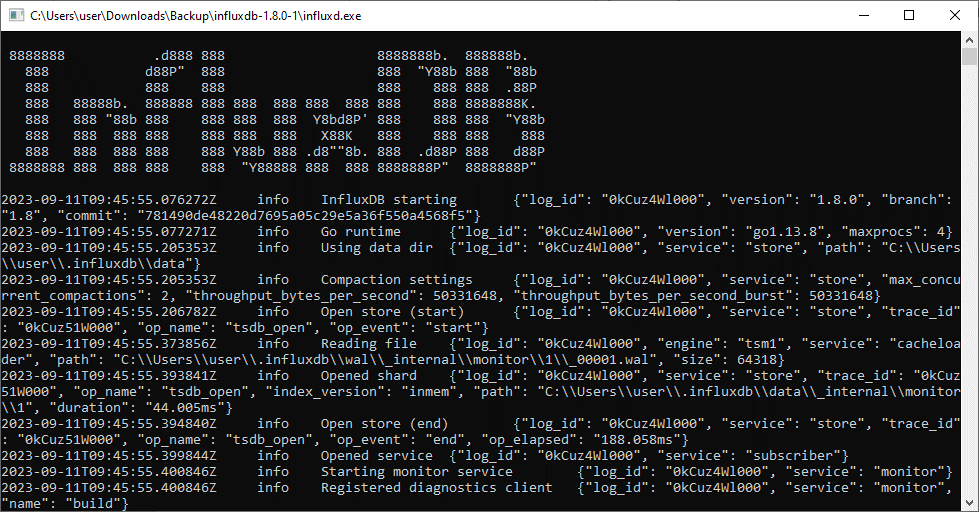 C:\Users\user\Downloads\Backup\influxdb-1.8.0-1\influxd.exe
 8888888           .d888 888                   8888888b.  888888b.
   888            d88P"  888                   888  "Y88b 888  "88b
   888            888    888                   888    888 888  .88P
   888   88888b.  888888 888 888  888 888  888 888    888 8888888K.
   888   888 "88b 888    888 888  888  Y8bd8P' 888    888 888  "Y88b
   888   888  888 888    888 888  888   X88K   888    888 888    888
   888   888  888 888    888 Y88b 888 .d8""8b. 888  .d88P 888   d88P
 8888888 888  888 888    888  "Y88888 888  888 8888888P"  8888888P"
2023-09-11T09:45:55.076272Z     info    InfluxDB starting       {"log_id": "0kCuz4Wl000", "version": "1.8.0", "branch":
"1.8", "commit": "781490de48220d7695a05c29e5a36f550a4568f5"}
2023-09-11T09:45:55.077271Z     info    Go runtime      {"log_id": "0kCuz4Wl000", "version": "go1.13.8", "maxprocs": 4}
2023-09-11T09:45:55.205353Z     info    Using data dir  {"log_id": "0kCuz4Wl000", "service": "store", "path": "C:\\Users
\\user\\.influxdb\\data"}
2023-09-11T09:45:55.205353Z     info    Compaction settings     {"log_id": "0kCuz4Wl000", "service": "store", "max_concu
rrent_compactions": 2, "throughput_bytes_per_second": 50331648, "throughput_bytes_per_second_burst": 50331648}
2023-09-11T09:45:55.206782Z     info    Open store (start)      {"log_id": "0kCuz4Wl000", "service": "store", "trace_id"
: "0kCuz51W000", "op_name": "tsdb_open", "op_event": "start"}
2023-09-11T09:45:55.373856Z     info    Reading file    {"log_id": "0kCuz4Wl000", "engine": "tsm1", "service": "cacheloa
der", "path": "C:\\Users\\user\\.influxdb\\wal\\_internal\\monitor\\1\\_00001.wal", "size": 64318}
2023-09-11T09:45:55.393841Z     info    Opened shard    {"log_id": "0kCuz4Wl000", "service": "store", "trace_id": "0kCuz
51W000", "op_name": "tsdb_open", "index_version": "inmem", "path": "C:\\Users\\user\\.influxdb\\data\\_internal\\monitor
\\1", "duration": "44.005ms"}
2023-09-11T09:45:55.394840Z     info    Open store (end)        {"log_id": "0kCuz4Wl000", "service": "store", "trace_id"
: "0kCuz51W000", "op_name": "tsdb_open", "op_event": "end", "op_elapsed": "188.058ms"}
2023-09-11T09:45:55.399844Z     info    Opened service  {"log_id": "0kCuz4Wl000", "service": "subscriber"}
2023-09-11T09:45:55.400846Z     info    Starting monitor service        {"log_id": "0kCuz4Wl000", "service": "monitor"}
2023-09-11T09:45:55.400846Z     info    Registered diagnostics client   {"log_id": "0kCuz4Wl000", "service": "monitor",
"name": "build"}